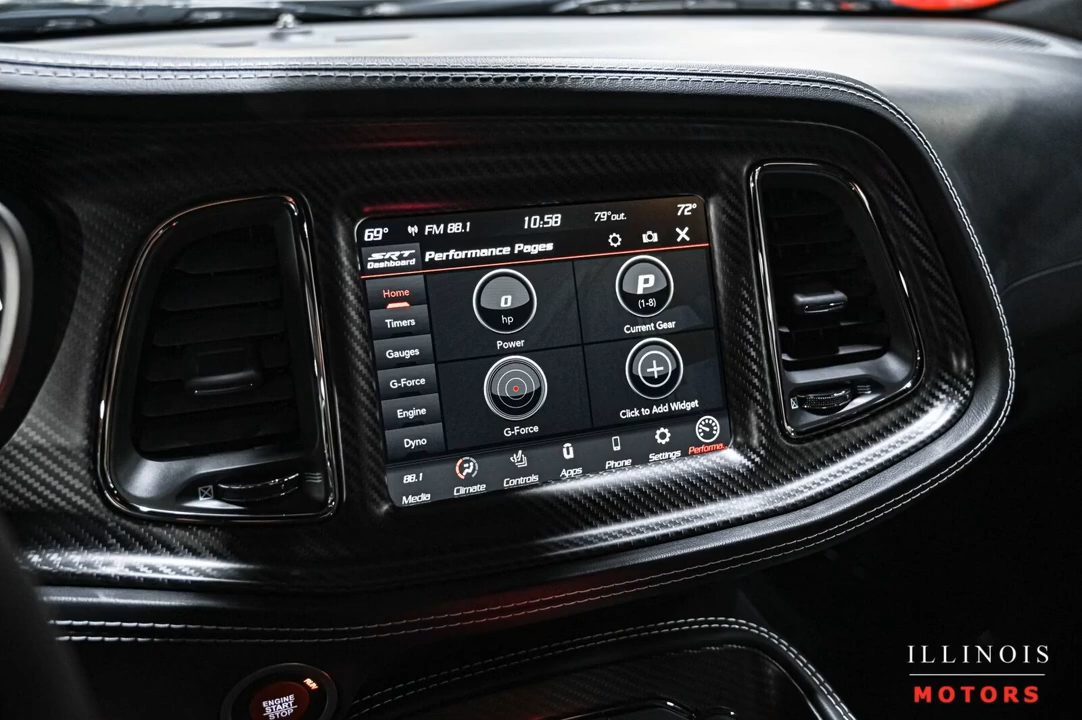 69° FM 88.1 10:58 79°out. 72°
SRT
Dashboard
Performance Pages
Home
Timers
Gauges
G-Force
Engine
Dyno
0
hp
Power
P
(1-8)
Current Gear
G-Force
Click to Add Widget
88.1
Media
Climate
Controls
Apps
Phone
Settings
Performa...
RUN
ENGINE
START
STOP
ILLINOIS
MOTORS